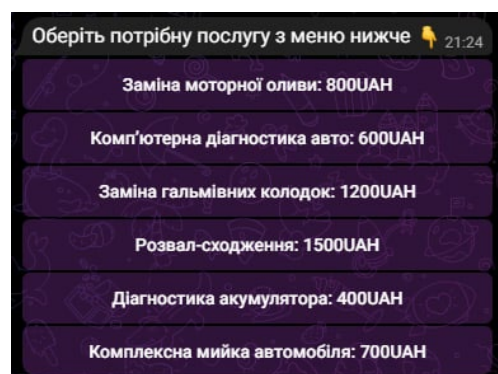 Оберіть потрібну послугу з меню нижче 👇 21:24
Заміна моторної оливи: 800UAH
Комп'ютерна діагностика авто: 600UAH
Заміна гальмівних колодок: 1200UAH
Розвал-сходження: 1500UAH
Діагностика акумулятора: 400UAH
Комплексна мийка автомобіля: 700UAH